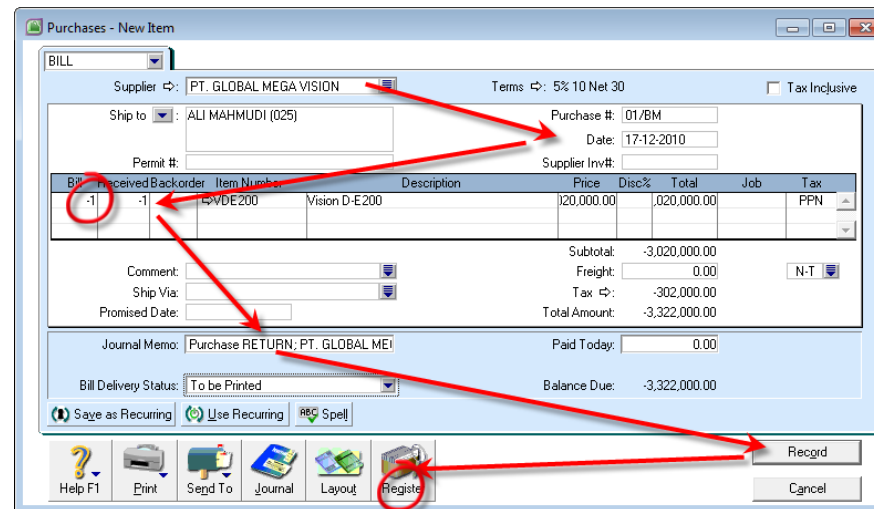 Purchases - New Item
BILL
Supplier ⇨: PT. GLOBAL MEGA VISION Terms ⇨: 5% 10 Net 30 Tax Inclusive
Ship to : ALI MAHMUDI (025) Purchase #: 01/BM
Date: 17-12-2010
Permit #: Supplier Inv#:
Bill Received Backorder Item Number Description Price Disc% Total Job Tax
-1 -1 ⇨VDE200 Vision D-E200 020,000.00 ,020,000.00 PPN
Subtotal: -3,020,000.00
Comment: Freight: 0.00 N-T
Ship Via: Tax ⇨: -302,000.00
Promised Date: Total Amount: -3,322,000.00
Journal Memo: Purchase RETURN; PT. GLOBAL Paid Today: 0.00
Bill Delivery Status: To be Printed Balance Due: -3,322,000.00
Save as Recurring Use Recurring ABC Spell
Record
Help F1 Print Send To Journal Layout Register
Cancel